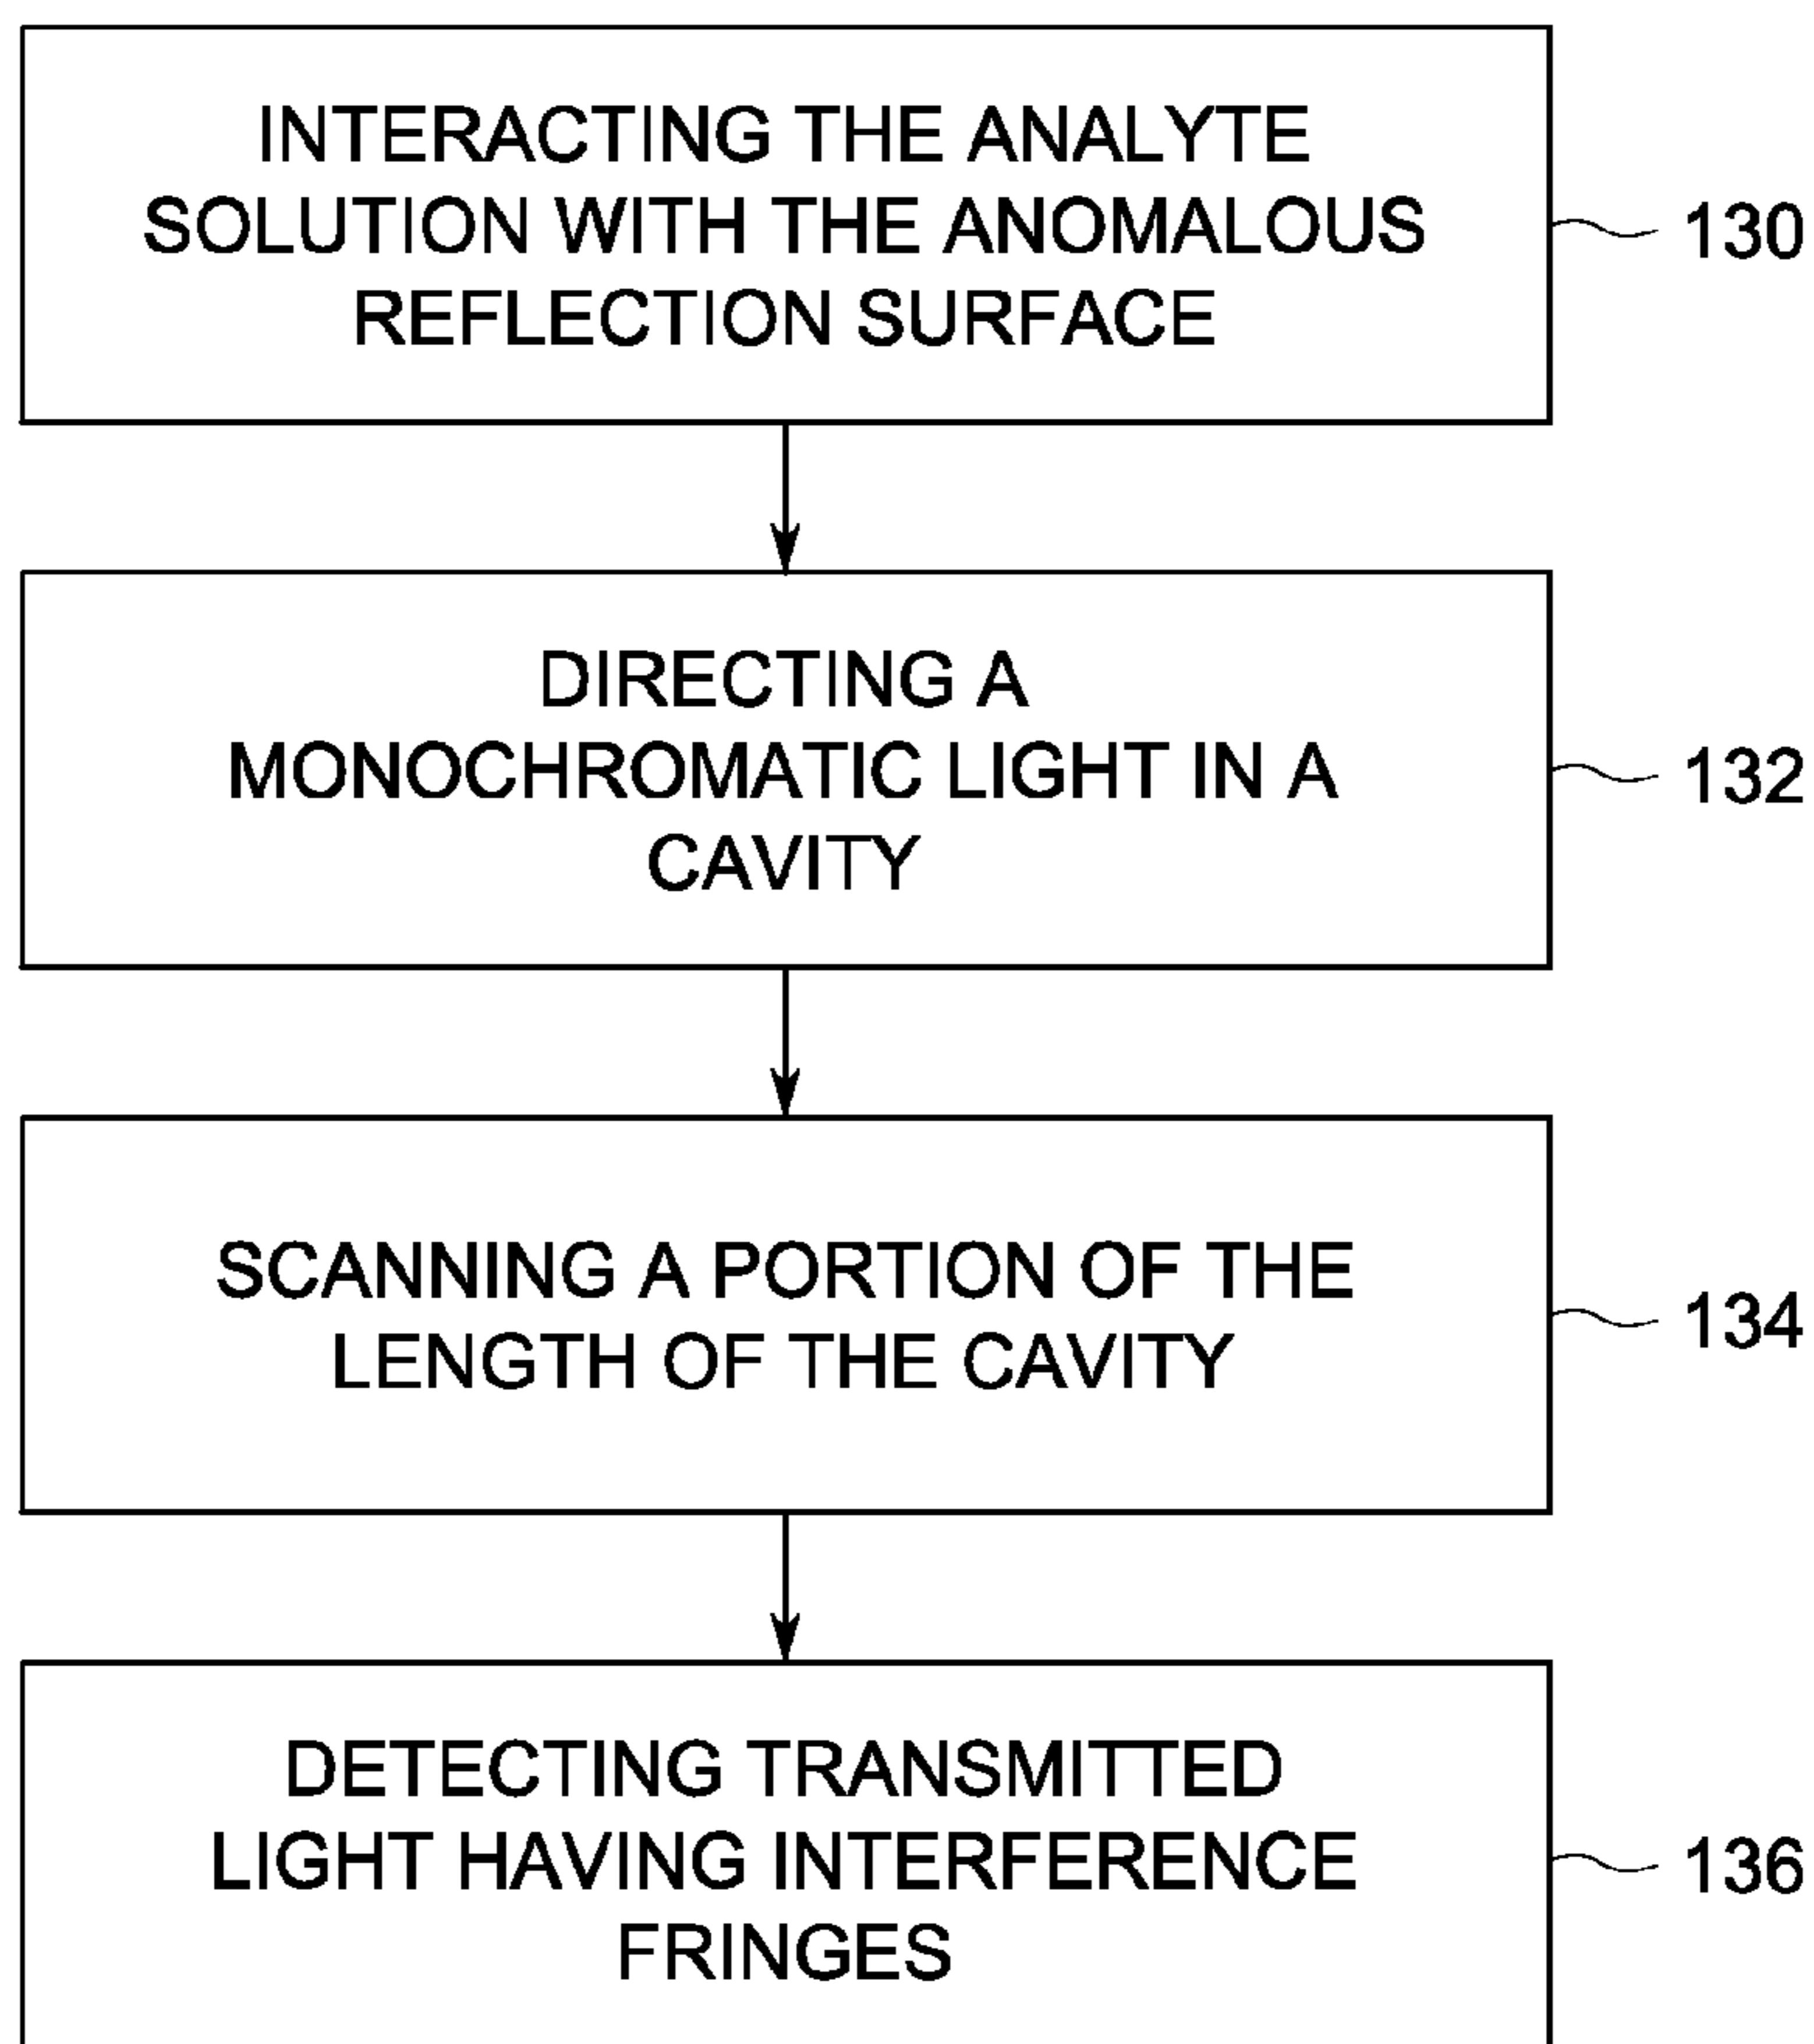 INTERACTING THE ANALYTE
SOLUTION WITH THE ANOMALOUS
REFLECTION SURFACE
130
DIRECTING A
MONOCHROMATIC LIGHT IN A
CAVITY
132
SCANNING A PORTION OF THE
LENGTH OF THE CAVITY
134
DETECTING TRANSMITTED
LIGHT HAVING INTERFERENCE
FRINGES
136